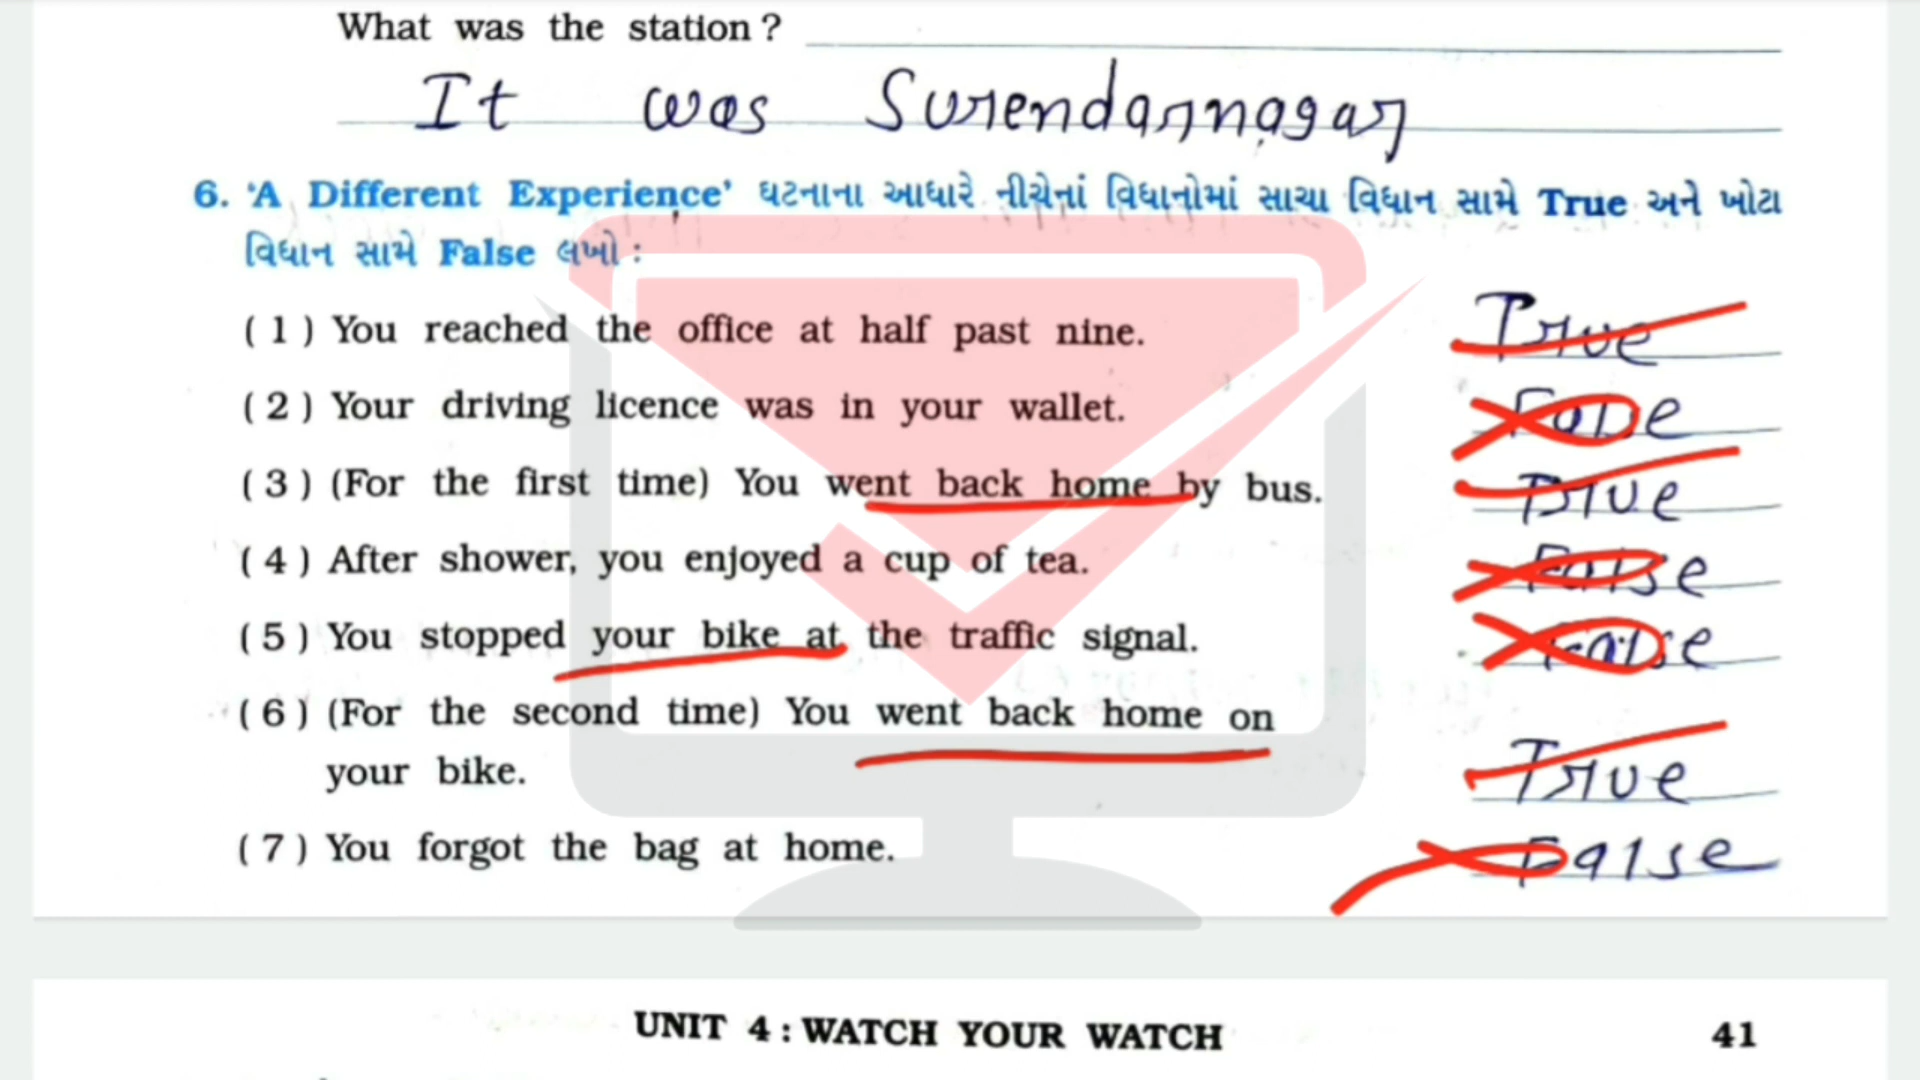 What was the station?
It was Surendarnnagar
6. 'A Different Experience' ઘટનાના આધારે નીચેનાં વિધાનોમાં સાચા વિધાન સામે True અને ખોટા
વિધાન સામે False લખો :
(1) You reached the office at half past nine. True
(2) Your driving licence was in your wallet. False
(3) (For the first time) You went back home by bus. True
(4) After shower, you enjoyed a cup of tea. False
(5) You stopped your bike at the traffic signal. False
(6) (For the second time) You went back home on
your bike. True
(7) You forgot the bag at home. False
UNIT 4 : WATCH YOUR WATCH 41